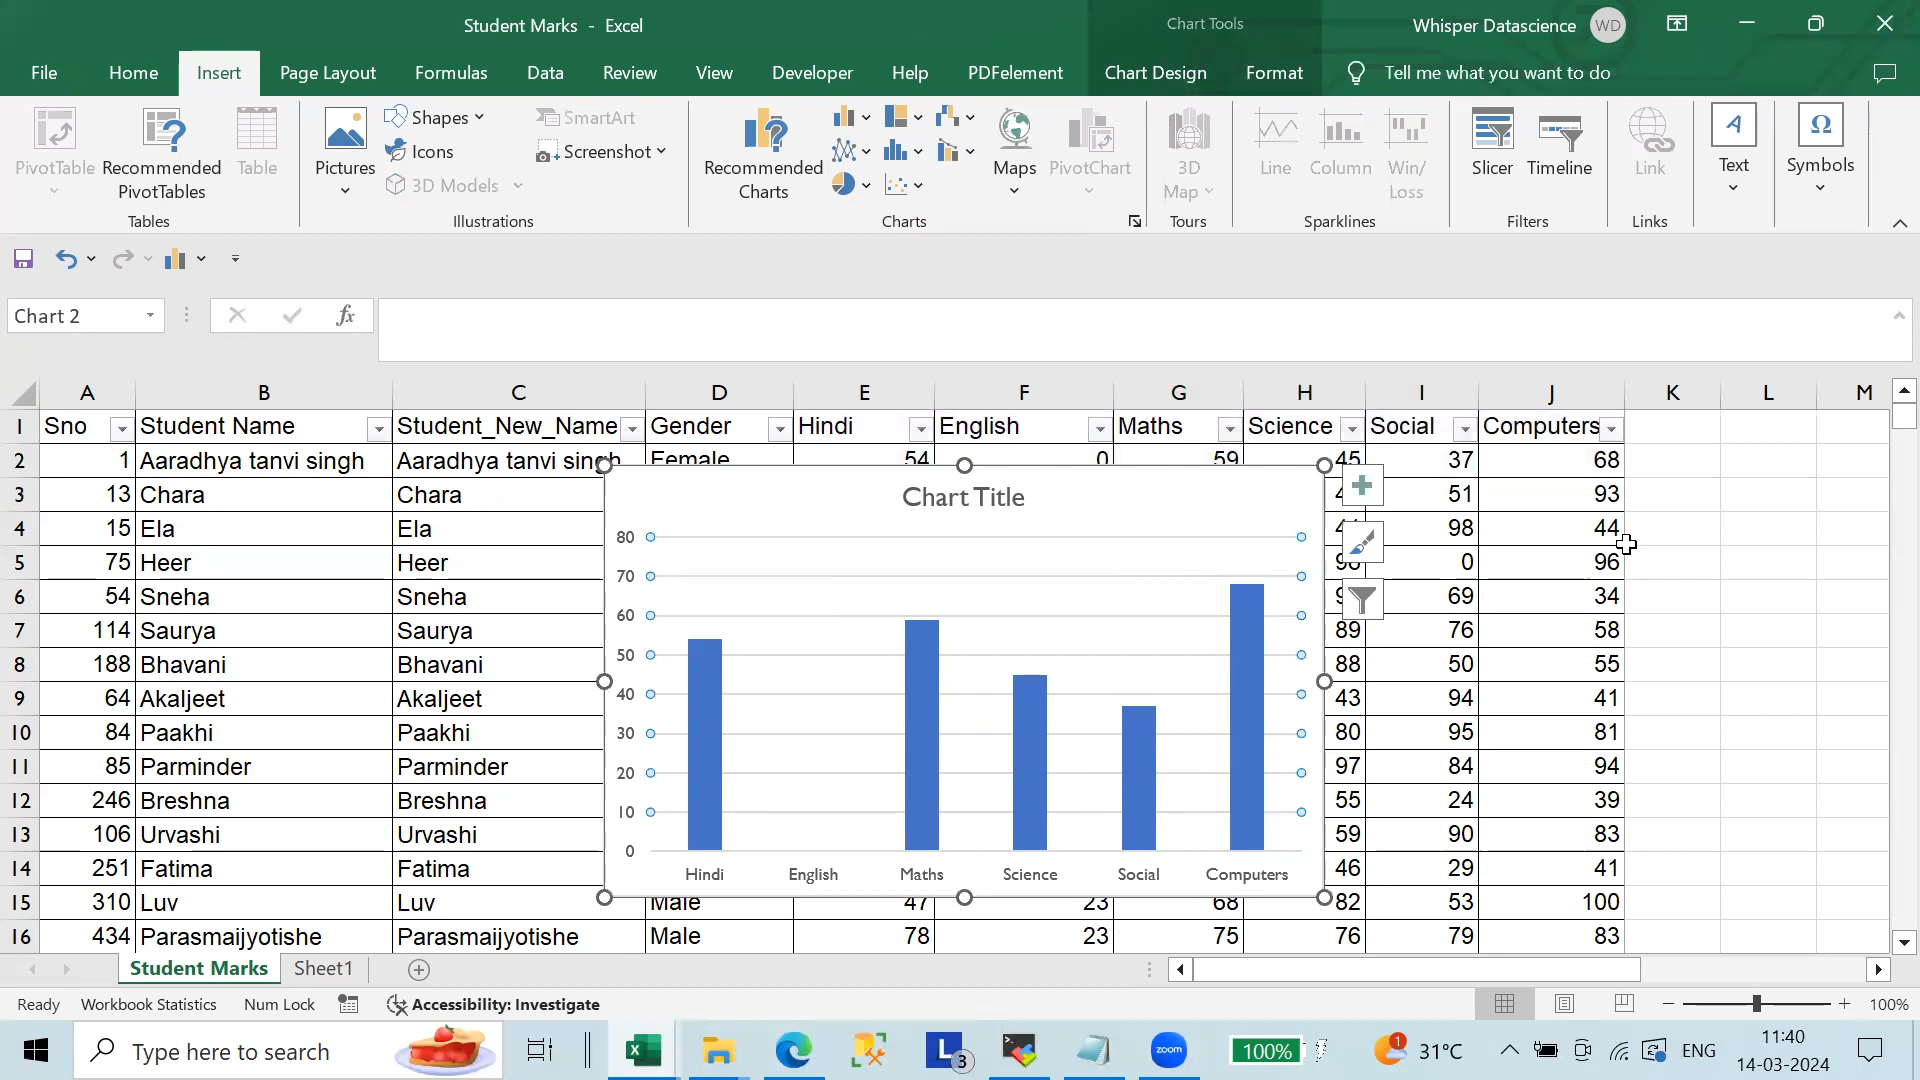 Student Marks - Excel
Chart Tools
Whisper Datascience
WD
File Home Insert Page Layout Formulas Data Review View Developer Help PDFelement Chart Design Format Tell me what you want to do
PivotTable
Recommended PivotTables
Table
Tables
Pictures
Shapes
Icons
3D Models
SmartArt
Screenshot
Illustrations
Recommended Charts
Maps
PivotChart
Charts
3D Map
Tours
Line
Column
Win/Loss
Sparklines
Slicer
Timeline
Filters
Link
Links
A
Text
Ω
Symbols
Chart 2
fx
A B C D E F G H I J K L M
1 Sno Student Name Student_New_Name Gender Hindi English Maths Science Social Computers
2 1 Aaradhya tanvi singh Aaradhya tanvi singh Female 54 0 59 45 37 68
3 13 Chara Chara 51 93
4 15 Ela Ela 98 44
5 75 Heer Heer 0 96
6 54 Sneha Sneha 69 34
7 114 Saurya Saurya 89 76 58
8 188 Bhavani Bhavani 88 50 55
9 64 Akaljeet Akaljeet 43 94 41
10 84 Paakhi Paakhi 80 95 81
11 85 Parminder Parminder 97 84 94
12 246 Breshna Breshna 55 24 39
13 106 Urvashi Urvashi 59 90 83
14 251 Fatima Fatima 46 29 41
15 310 Luv Luv Male 47 23 68 82 53 100
16 434 Parasmaijyotishe Parasmaijyotishe Male 78 23 75 76 79 83
Chart Title
80
70
60
50
40
30
20
10
0
Hindi English Maths Science Social Computers
Student Marks Sheet1
Ready Workbook Statistics Num Lock Accessibility: Investigate 100%
Type here to search
L
3
zoom
100%
1
31°C
ENG
11:40
14-03-2024